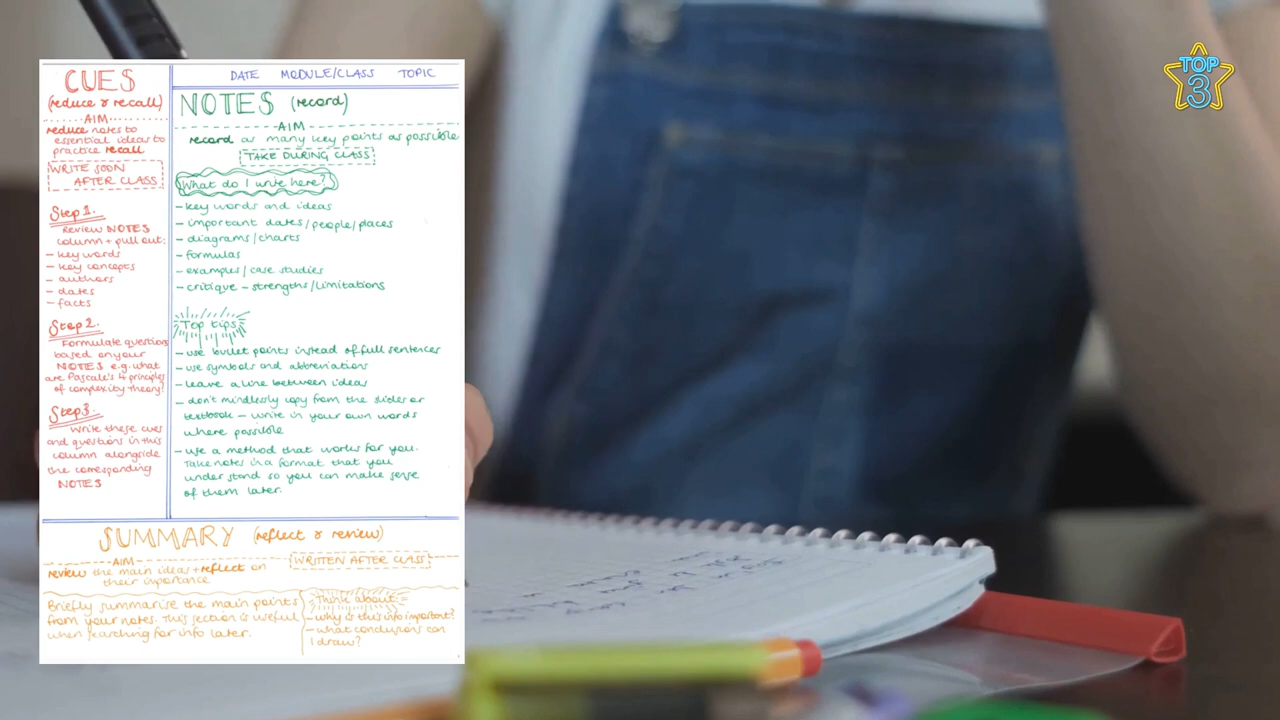 DATE MODULE/CLASS TOPIC
CUES
(reduce & recall)
AIM
reduce notes to
essential ideas to
practice recall
WRITE SOON
AFTER CLASS
Step 1.
Review NOTES
column + pull out:
- key words
- key concepts
- authors
- dates
- facts
Step 2.
Formulate questions
based on your
NOTES e.g. what
are Pascale's 4 principles
of complexity theory?
Step 3.
Write these cues
and questions in this
column alongside
the corresponding
NOTES
NOTES (record)
AIM
record as many key points as possible
TAKE DURING CLASS
What do I write here?
- key words and ideas
- important dates/people/places
- diagrams/charts
- formulas
- examples/case studies
- critique - strengths/limitations
Top tips
- use bullet points instead of full sentences
- use symbols and abbreviations
- leave a line between ideas
- don't mindlessly copy from the slides or
textbook - write in your own words
where possible
- use a method that works for you.
Take notes in a format that you
understand so you can make sense
of them later.
SUMMARY (reflect & review)
AIM
WRITTEN AFTER CLASS
review the main ideas + reflect on
their importance
Briefly summarise the main points
from your notes. This section is useful
when searching for info later.
Think about =
- why is this info important?
- what conclusions can
I draw?
TOP
3